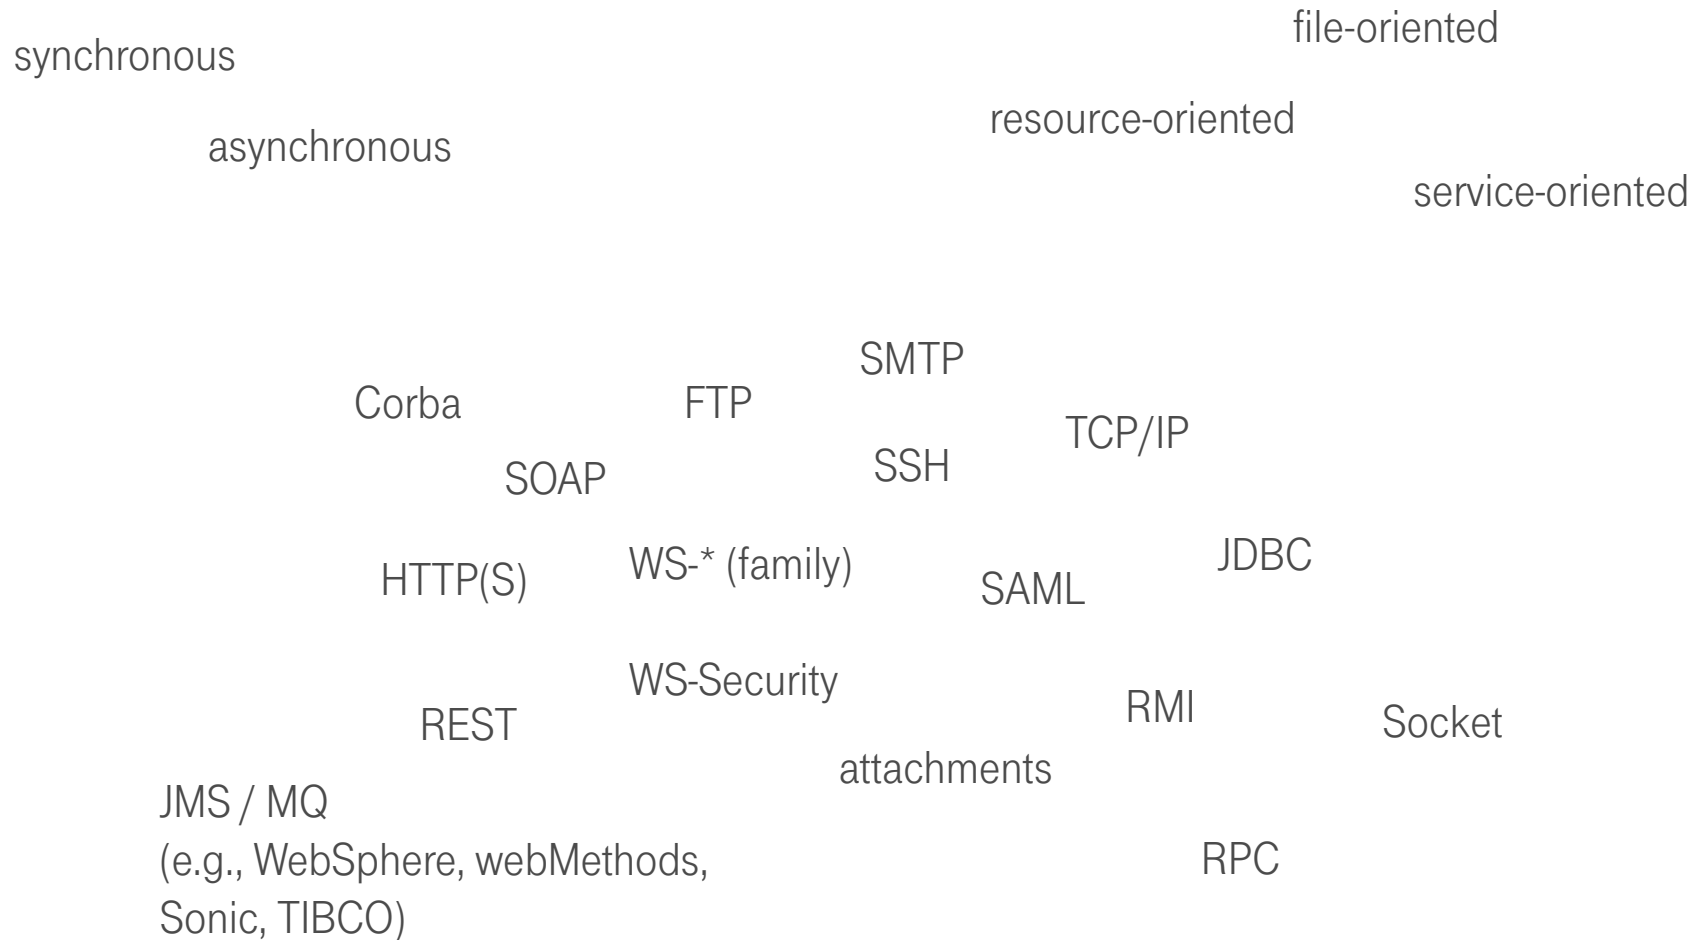 file-oriented
synchronous
resource-oriented
asynchronous
service-oriented
SMTP
Corba
FTP
TCP/IP
SSH
SOAP
JDBC
WS-* (family)
HTTP(S)
SAML
WS-Security
RMI
REST
Socket
attachments
JMS / MQ
(e.g., WebSphere, webMethods,
Sonic, TIBCO)
RPC